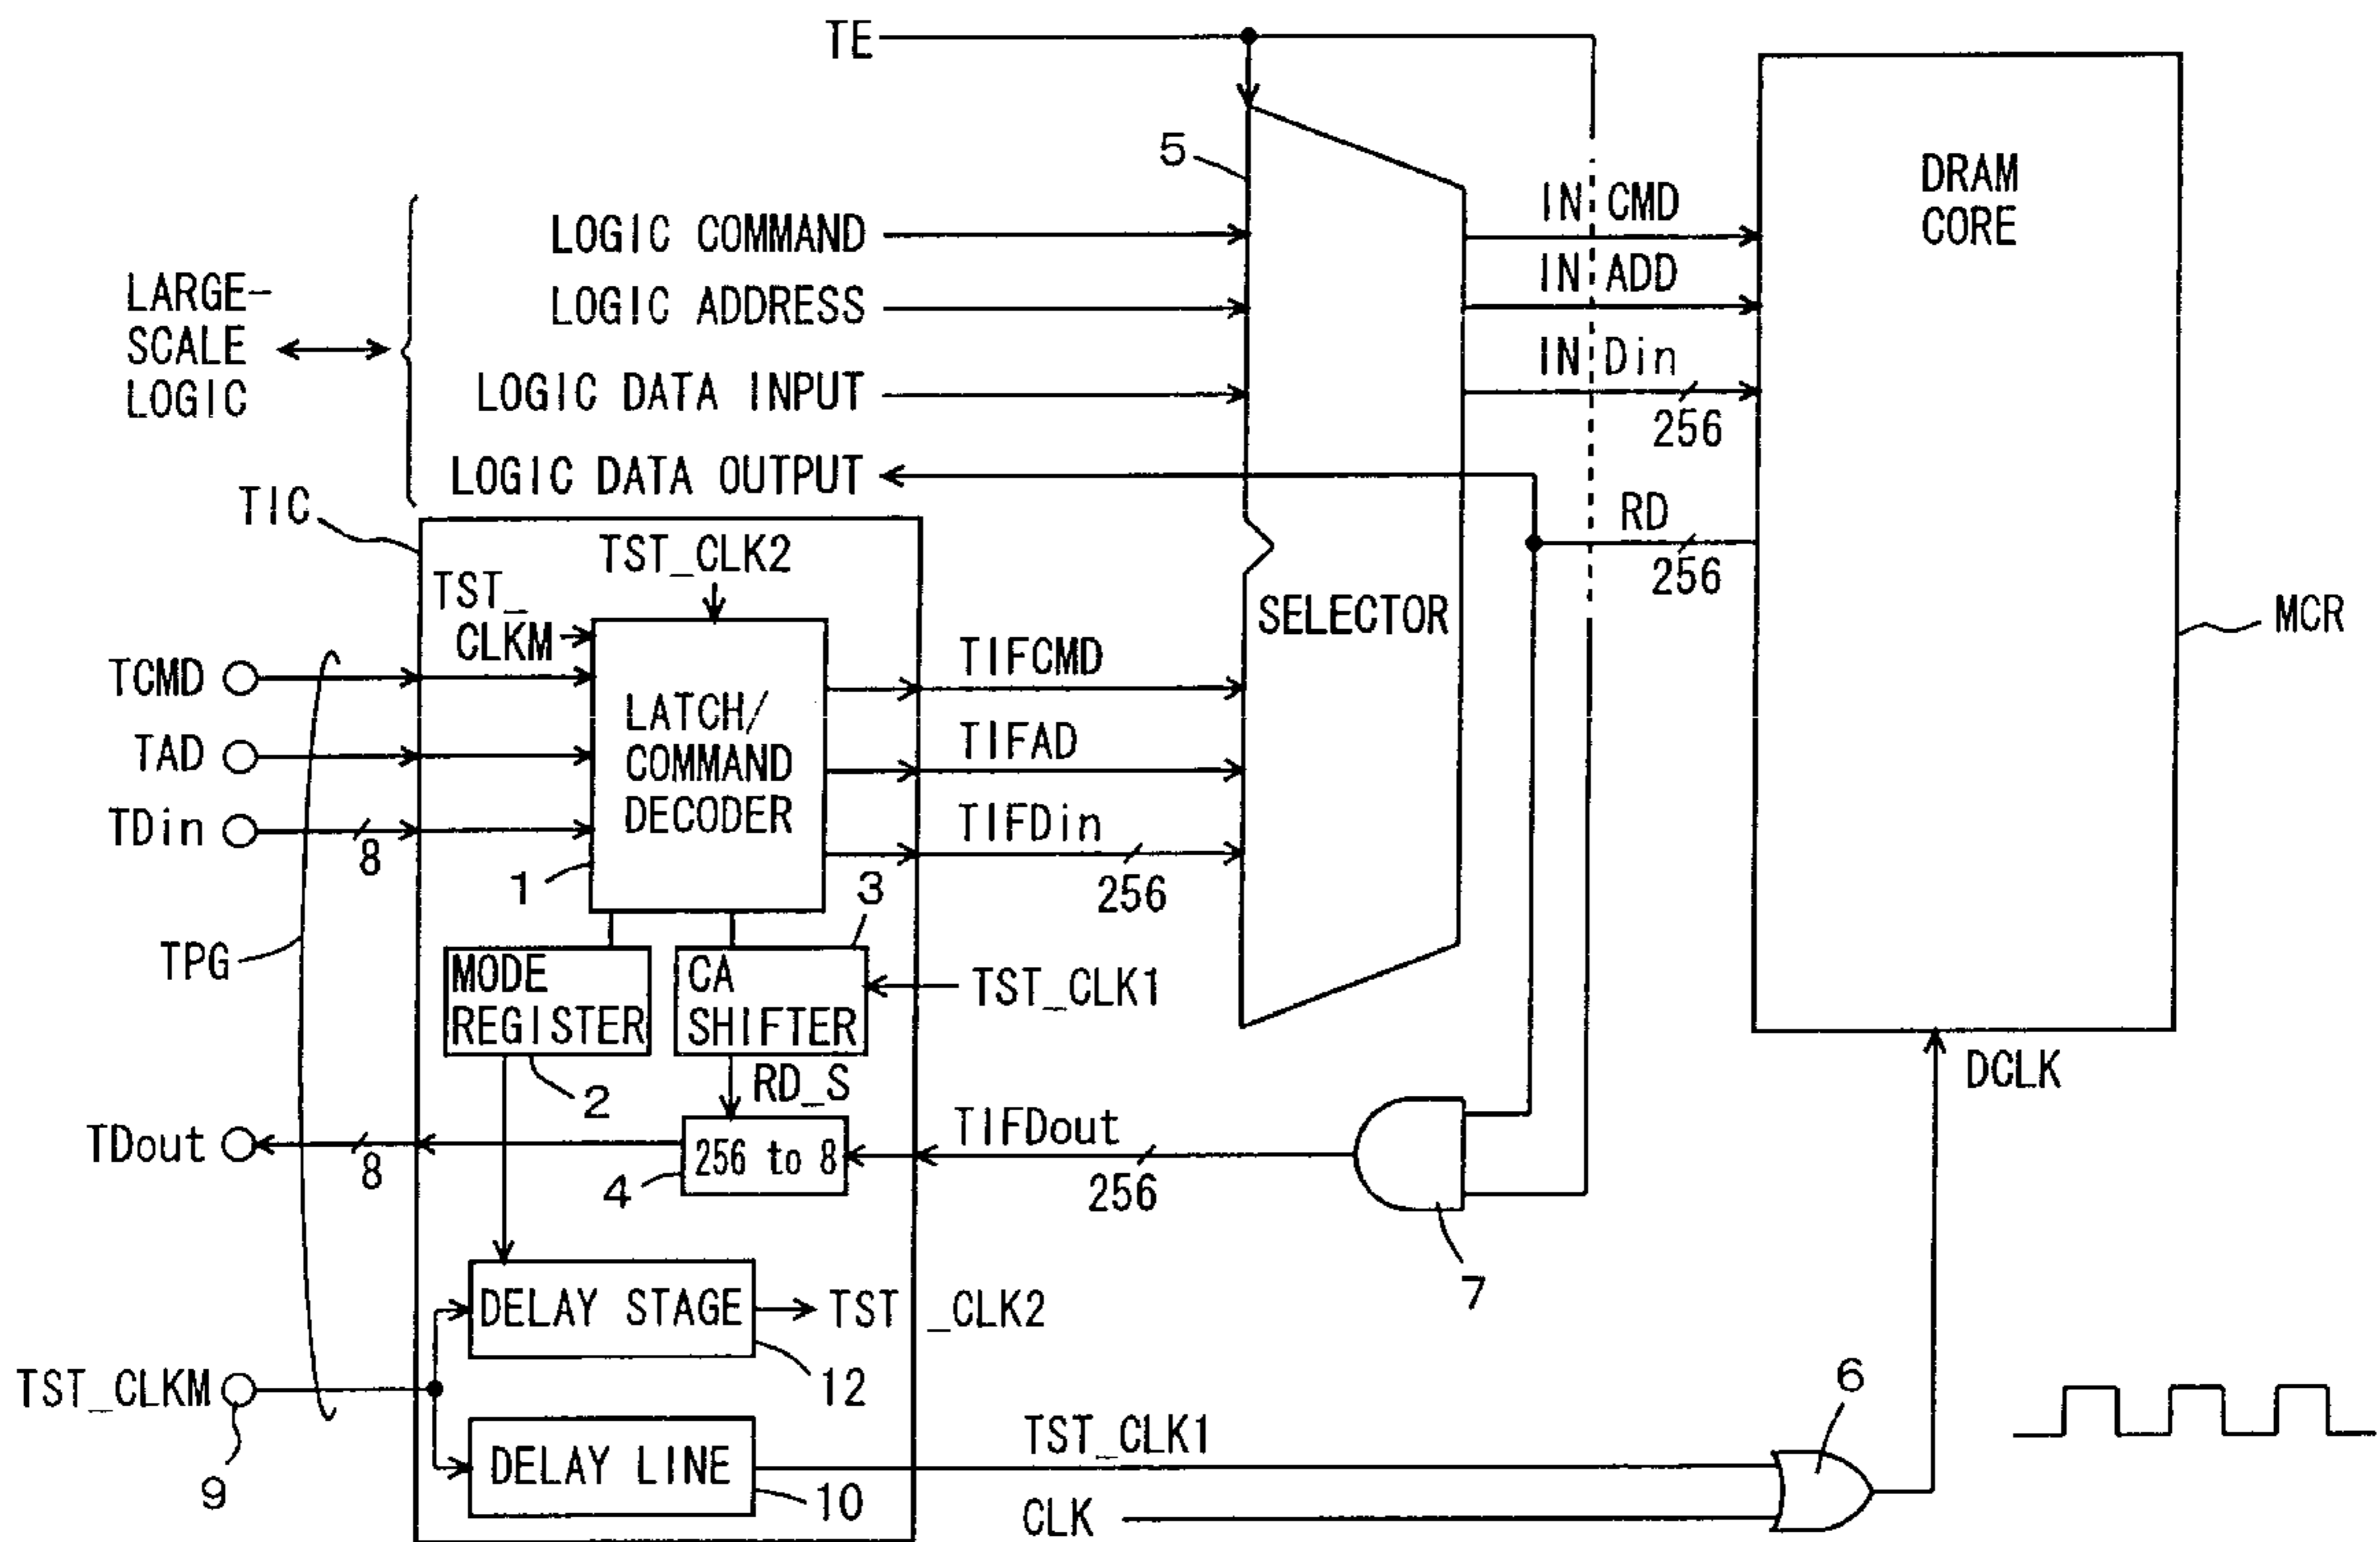 TE
5
IN CMD
DRAM
CORE
LOGIC COMMAND
LARGE-
SCALE
LOGIC
LOGIC ADDRESS
IN ADD
LOGIC DATA INPUT
IN Din
256
LOGIC DATA OUTPUT
RD
256
TIC
TST_CLK2
TST_
CLKM
SELECTOR
MCR
TCMD
TAD
TDin
8
LATCH/
COMMAND
DECODER
TIFCMD
TIFAD
TIFDin
256
1
3
TPG
MODE
REGISTER
CA
SHIFTER
TST_CLK1
2
RD_S
DCLK
TDout
8
256 to 8
4
TIFDout
256
7
DELAY STAGE
TST_CLK2
12
TST_CLKM
9
DELAY LINE
10
TST_CLK1
CLK
6